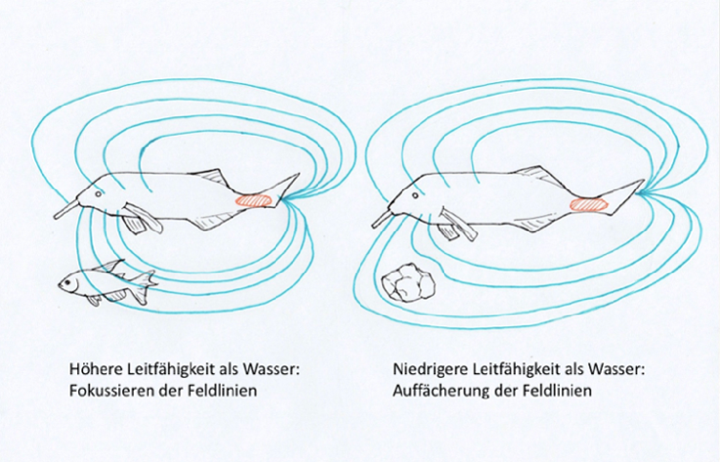 Höhere Leitfähigkeit als Wasser:
Fokussieren der Feldlinien
Niedrigere Leitfähigkeit als Wasser:
Auffächerung der Feldlinien